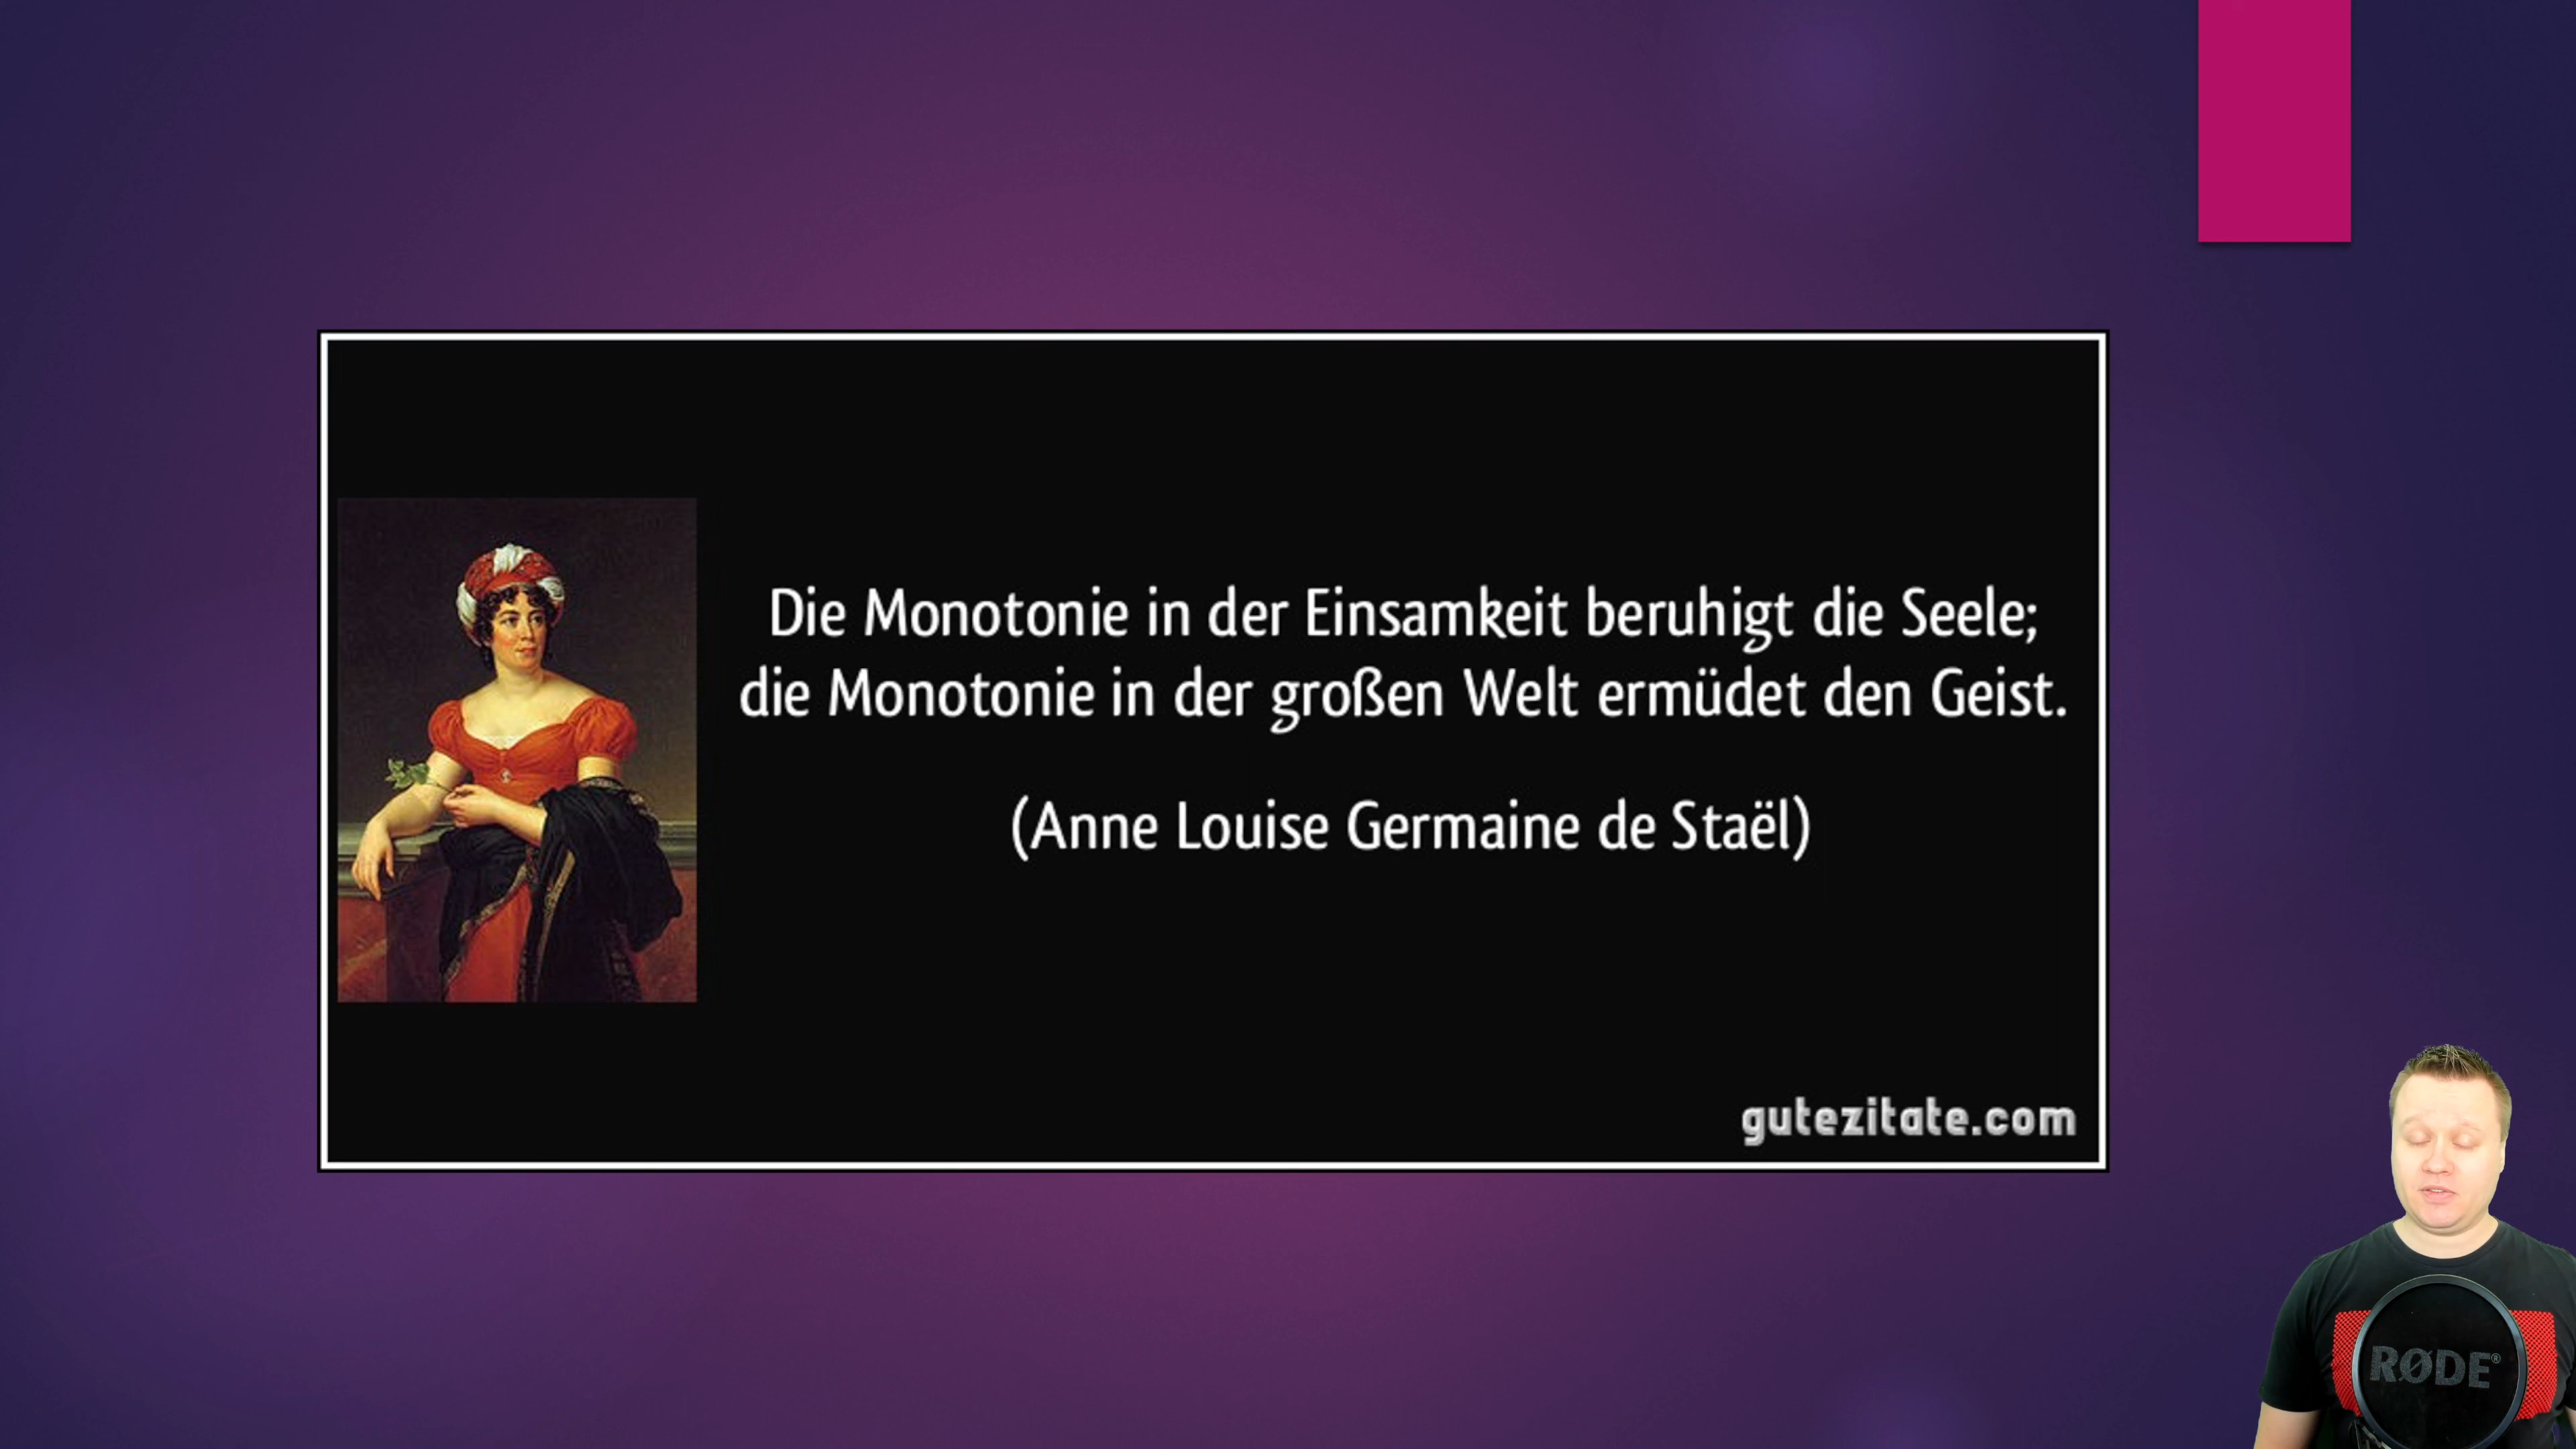 Die Monotonie in der Einsamkeit beruhigt die Seele;
die Monotonie in der großen Welt ermüdet den Geist.
(Anne Louise Germaine de Staël)
gutezitate.com
RØDE®